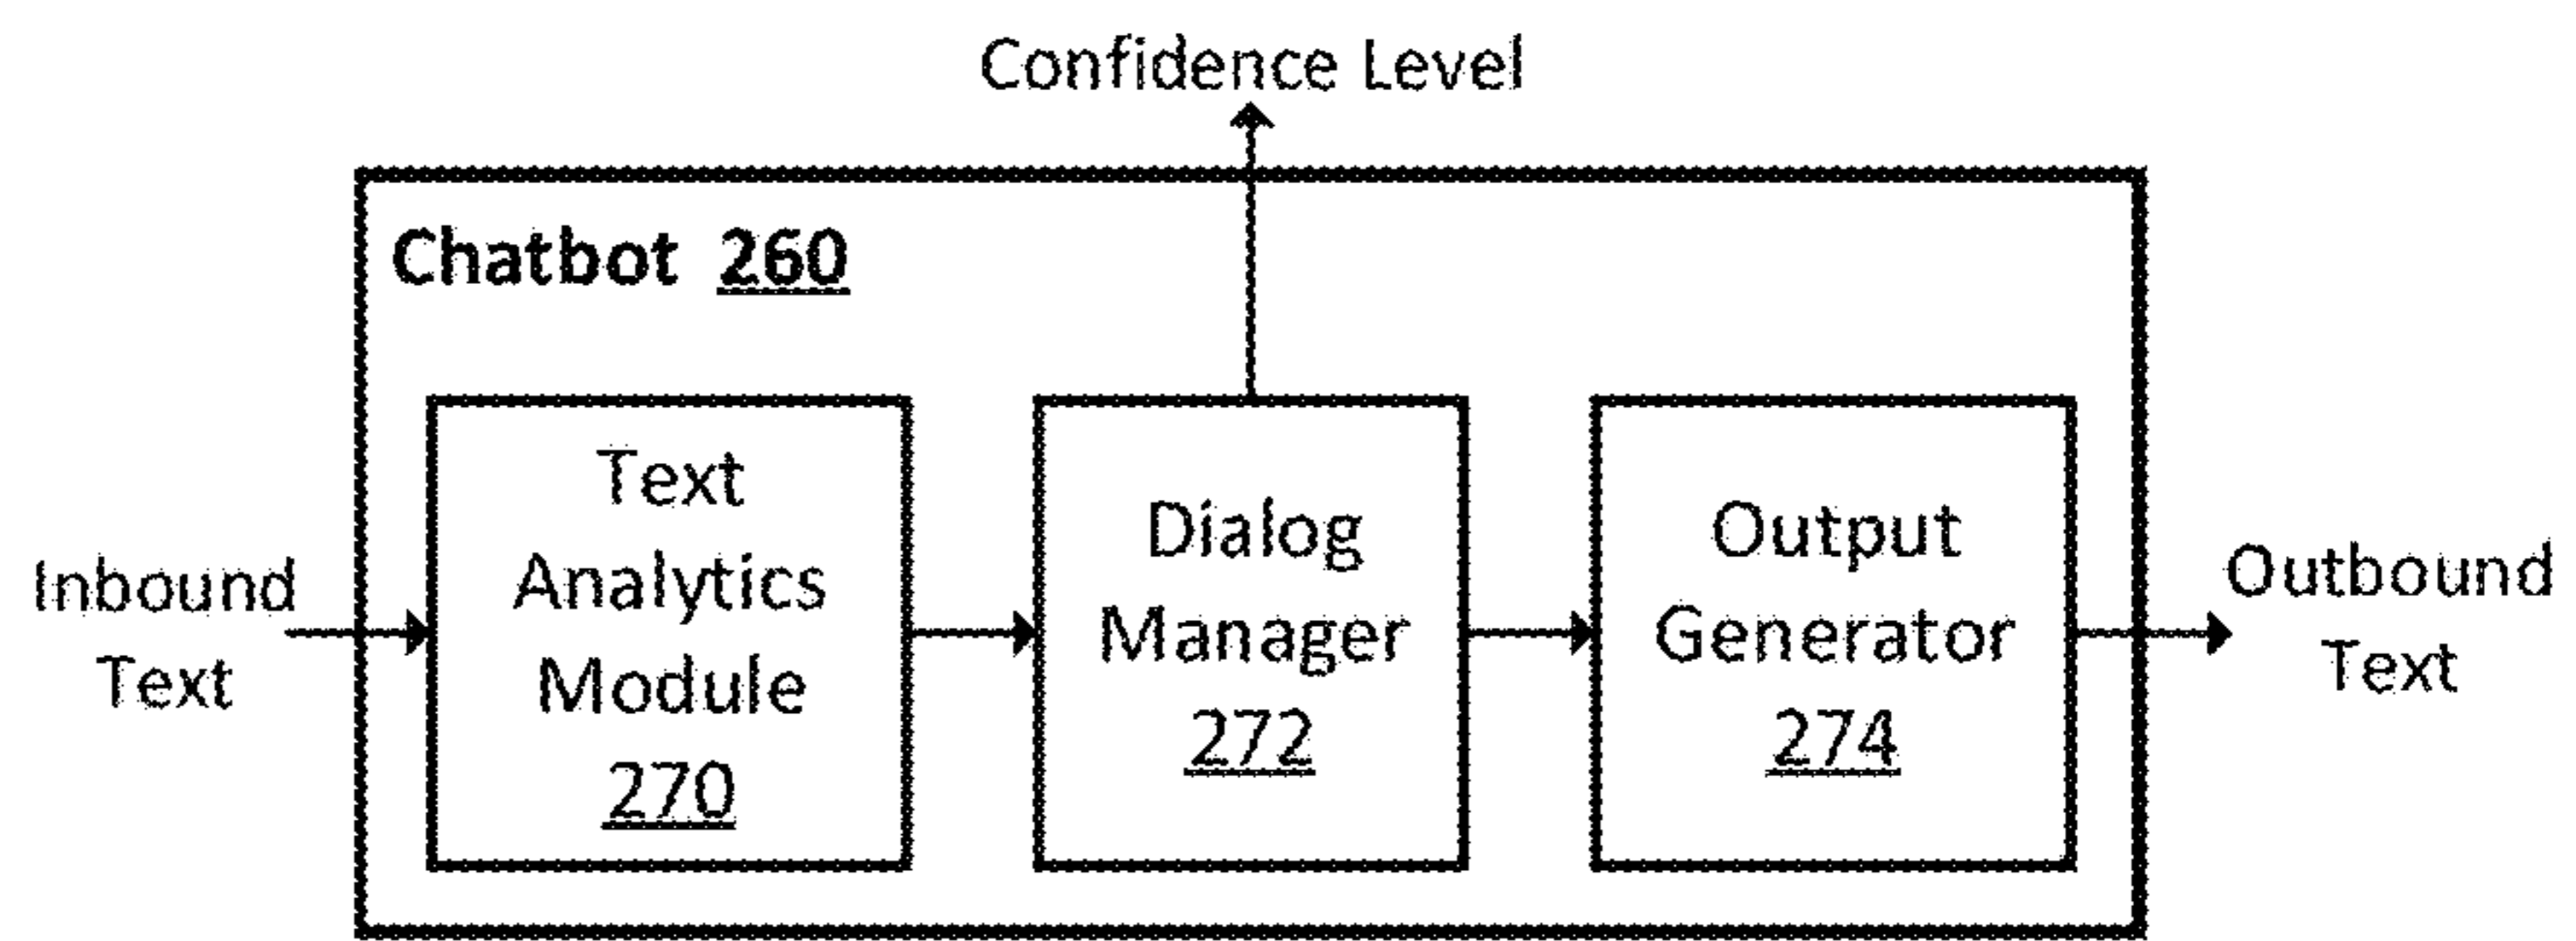 Confidence Level
Chatbot 260
Inbound
Text
Text
Analytics
Module
270
Dialog
Manager
272
Output
Generator
274
Outbound
Text